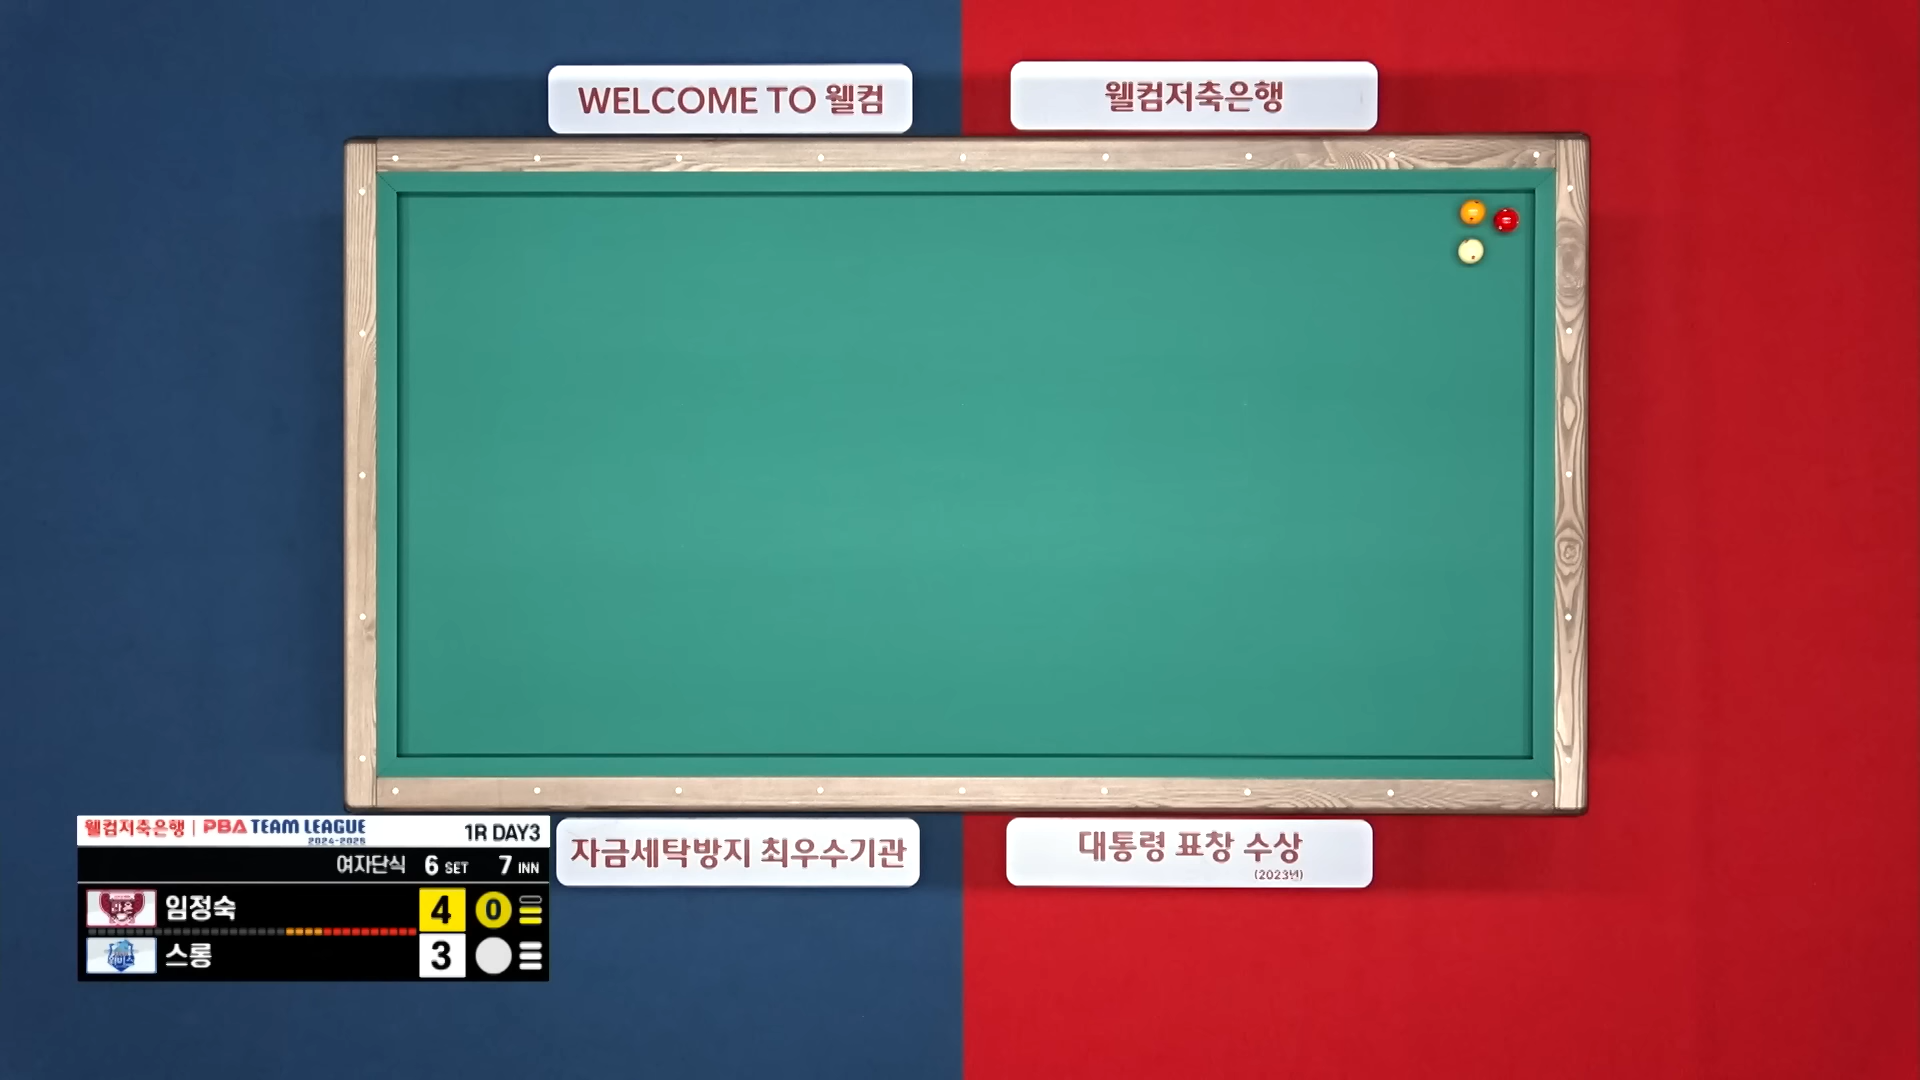 WELCOME TO 웰컴
웰컴저축은행
자금세탁방지 최우수기관
대통령 표창 수상
(2023년)
웰컴저축은행 | PBA TEAM LEAGUE
2024-2025
1R DAY3
여자단식 6 SET 7 INN
임정숙 4 0
스롱 3